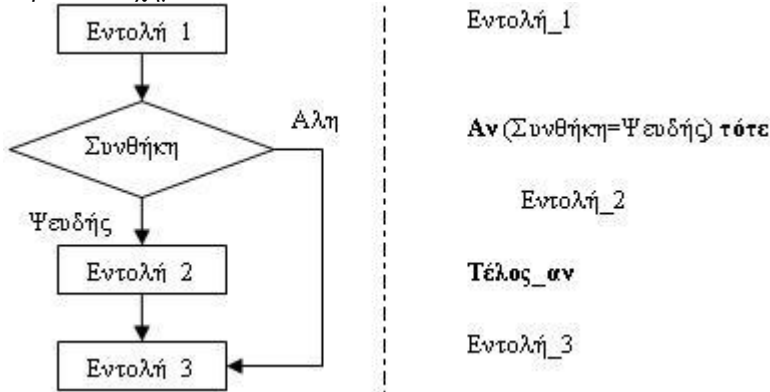 Εντολή 1
Συνθήκη
Αλη
Ψευδής
Εντολή 2
Εντολή 3
Εντολή_1
Αν (Συνθήκη=Ψευδής) τότε
Εντολή_2
Τέλος_αν
Εντολή_3